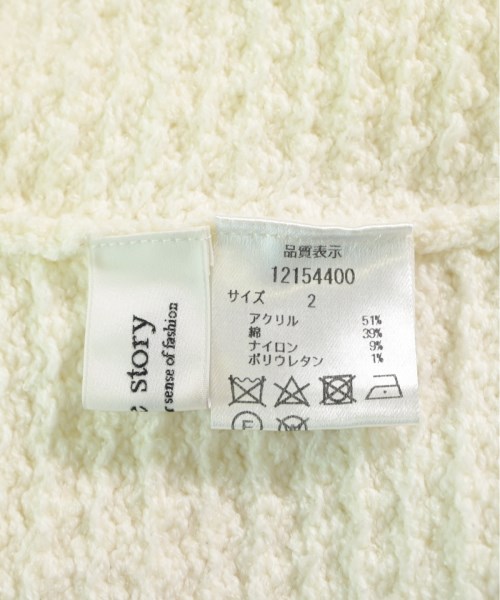 story
sense of fashion
品質表示
12154400
サイズ 2
アクリル 51%
綿 39%
ナイロン 9%
ポリウレタン 1%
F